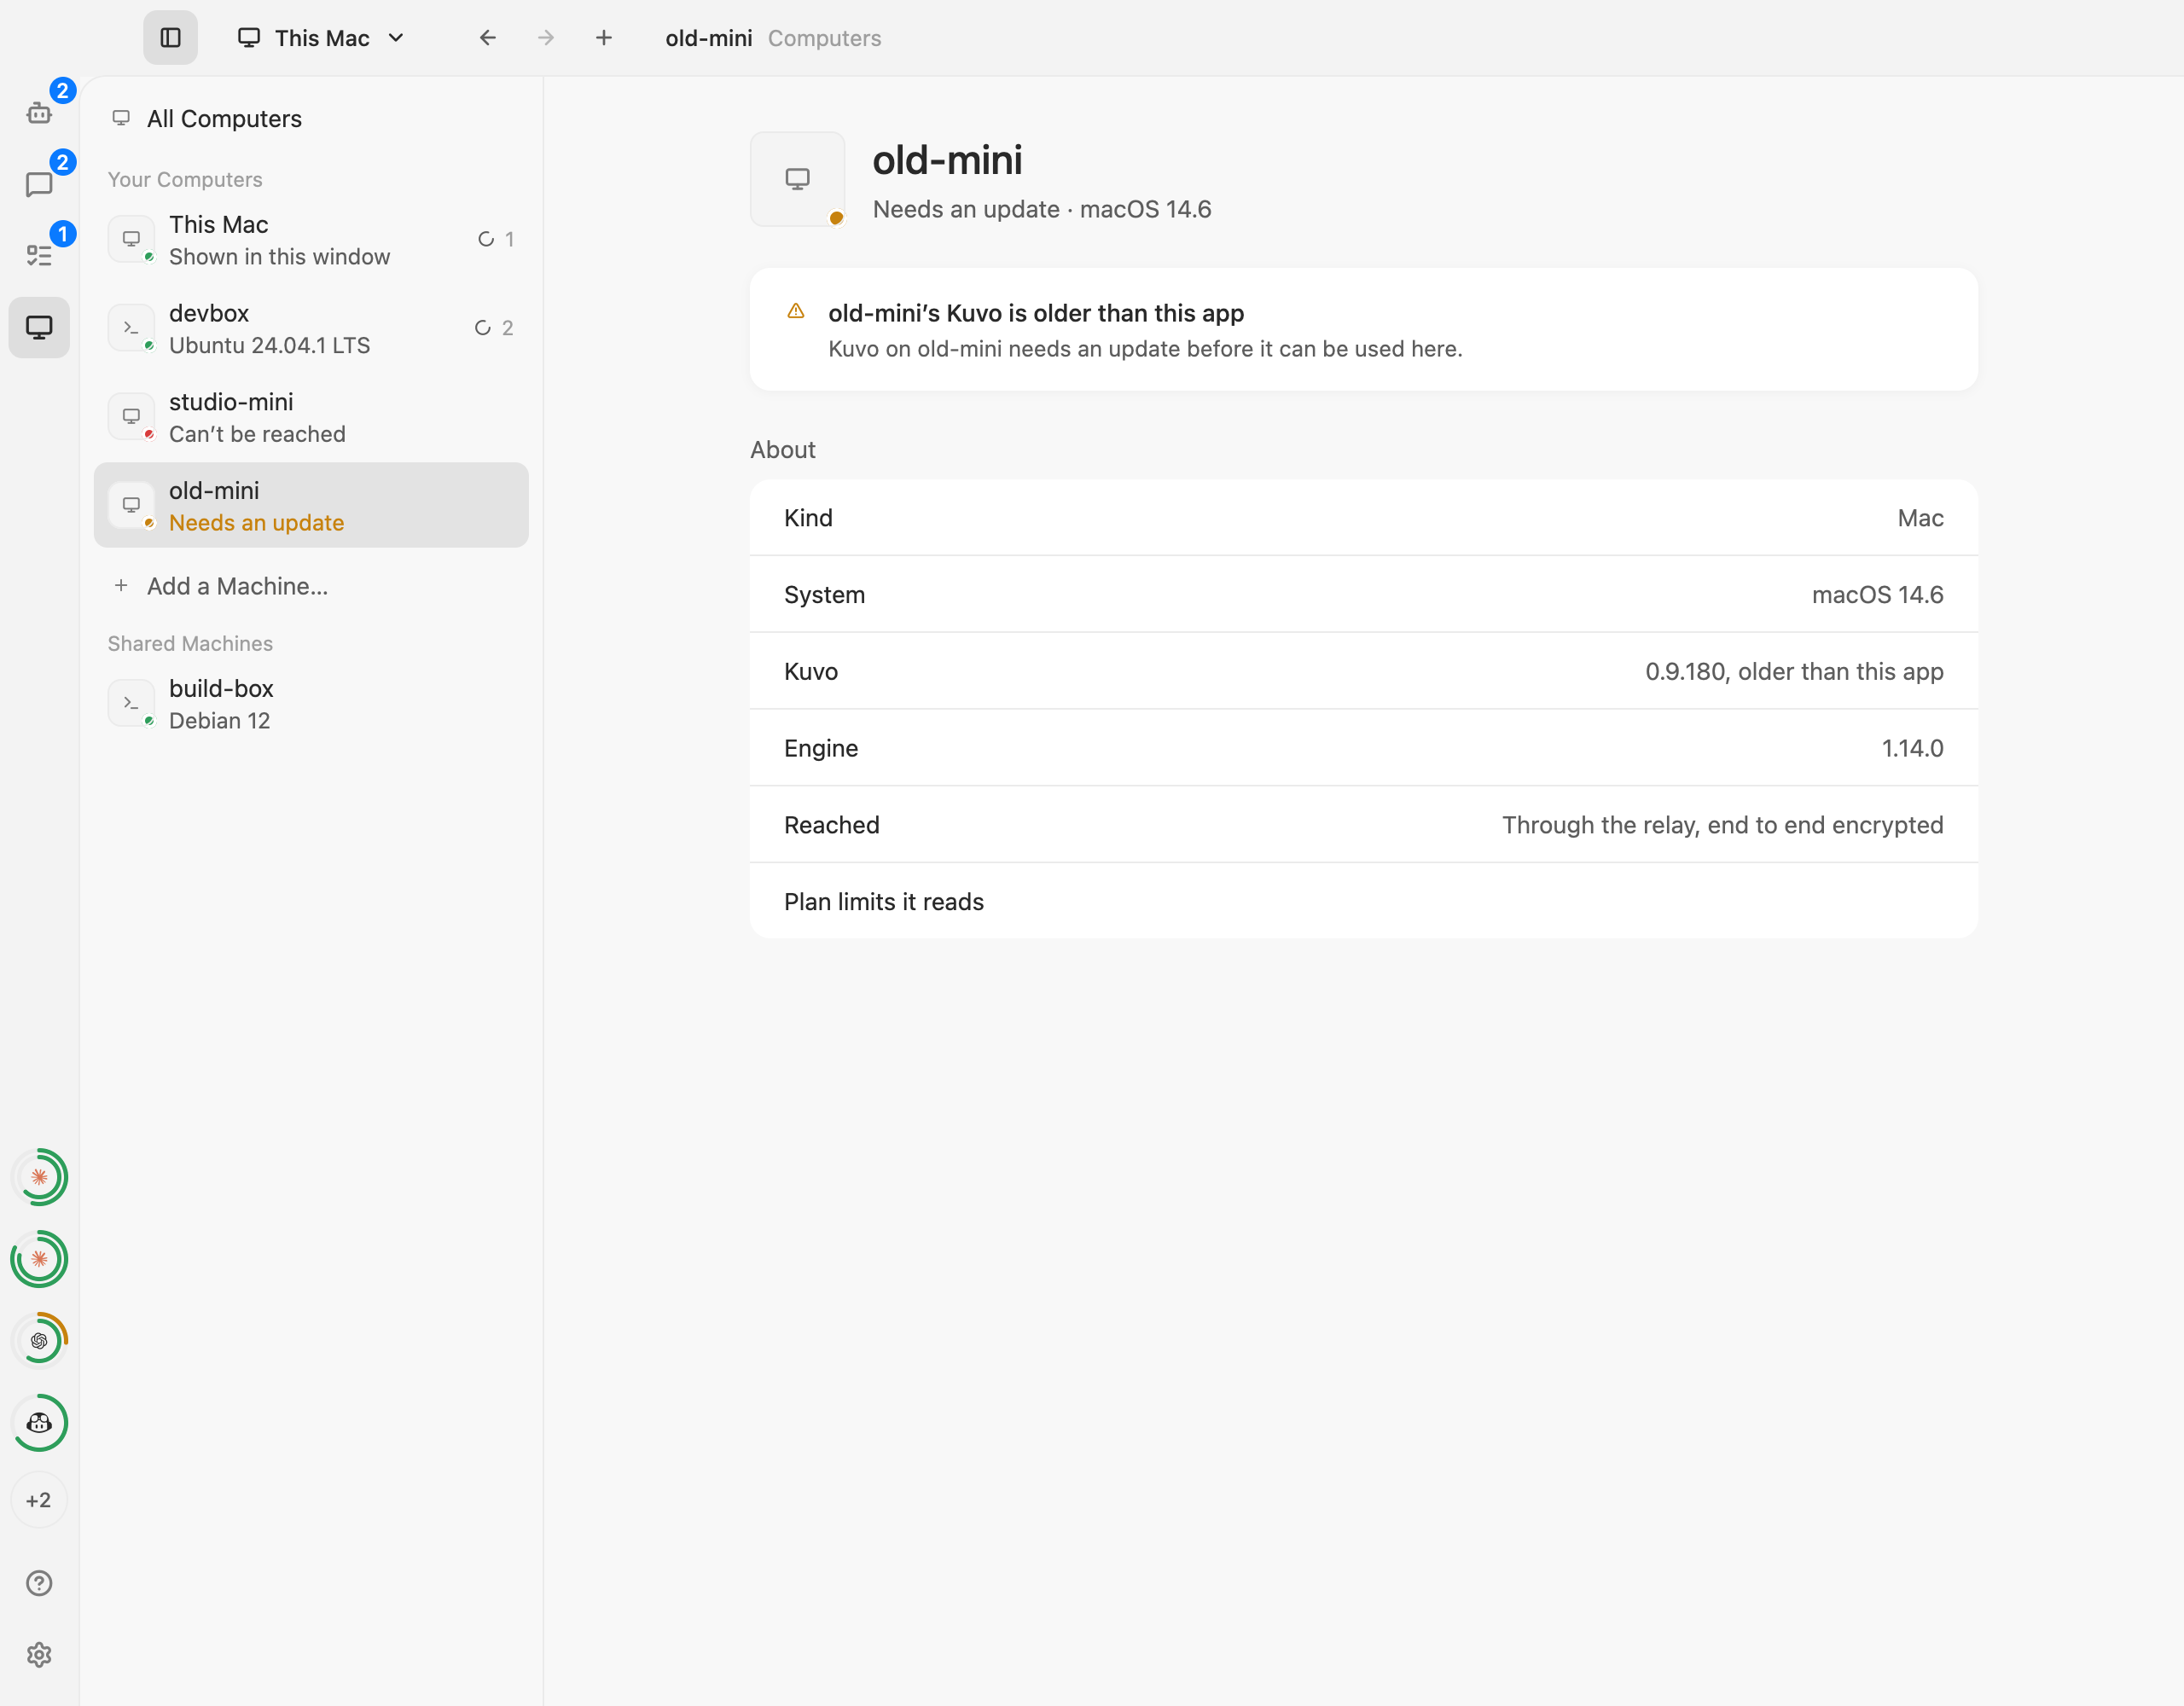 This Mac
old-mini Computers
2
2
1
All Computers
Your Computers
This Mac
Shown in this window
1
devbox
Ubuntu 24.04.1 LTS
2
studio-mini
Can’t be reached
old-mini
Needs an update
+ Add a Machine...
Shared Machines
build-box
Debian 12
+2
old-mini
Needs an update · macOS 14.6
old-mini’s Kuvo is older than this app
Kuvo on old-mini needs an update before it can be used here.
About
Kind Mac
System macOS 14.6
Kuvo 0.9.180, older than this app
Engine 1.14.0
Reached Through the relay, end to end encrypted
Plan limits it reads